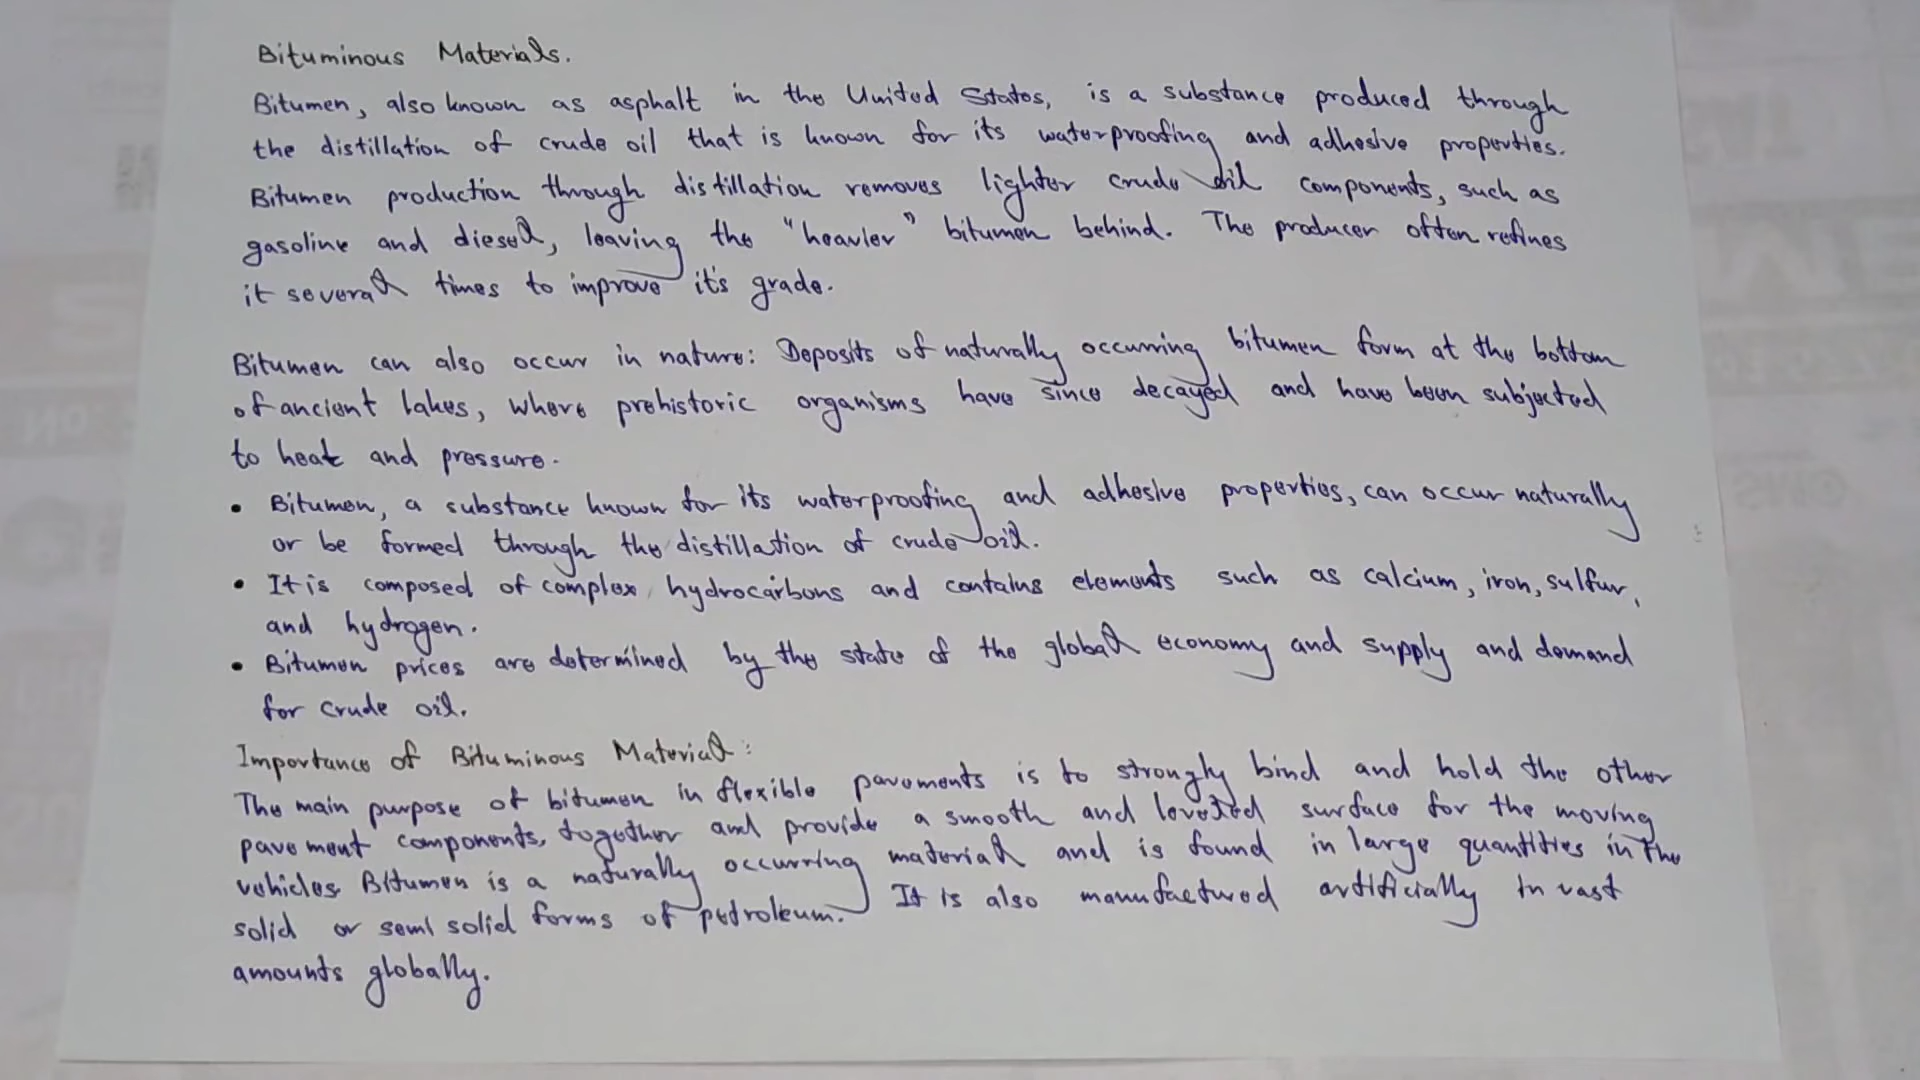 Bituminous Materials.
Bitumen, also known as asphalt in the United States, is a substance produced through
the distillation of crude oil that is known for its waterproofing and adhesive properties.
Bitumen production through distillation removes lighter crude oil components, such as
gasoline and diesel, leaving the "heavier" bitumen behind. The producer often refines
it several times to improve it's grade.
Bitumen can also occur in nature: Deposits of naturally occurring bitumen form at the bottom
of ancient lakes, where prehistoric organisms have since decayed and have been subjected
to heat and pressure.
• Bitumen, a substance known for its waterproofing and adhesive properties, can occur naturally
or be formed through the distillation of crude oil.
• It is composed of complex hydrocarbons and contains elements such as calcium, iron, sulfur,
and hydrogen.
• Bitumen prices are determined by the state of the global economy and supply and demand
for crude oil.
Importance of Bituminous Material:
The main purpose of bitumen in flexible pavements is to strongly bind and hold the other
pavement components, together and provide a smooth and leveled surface for the moving
vehicles. Bitumen is a naturally occurring material and is found in large quantities in the
solid or semi solid forms of petroleum. It is also manufactured artificially in vast
amounts globally.